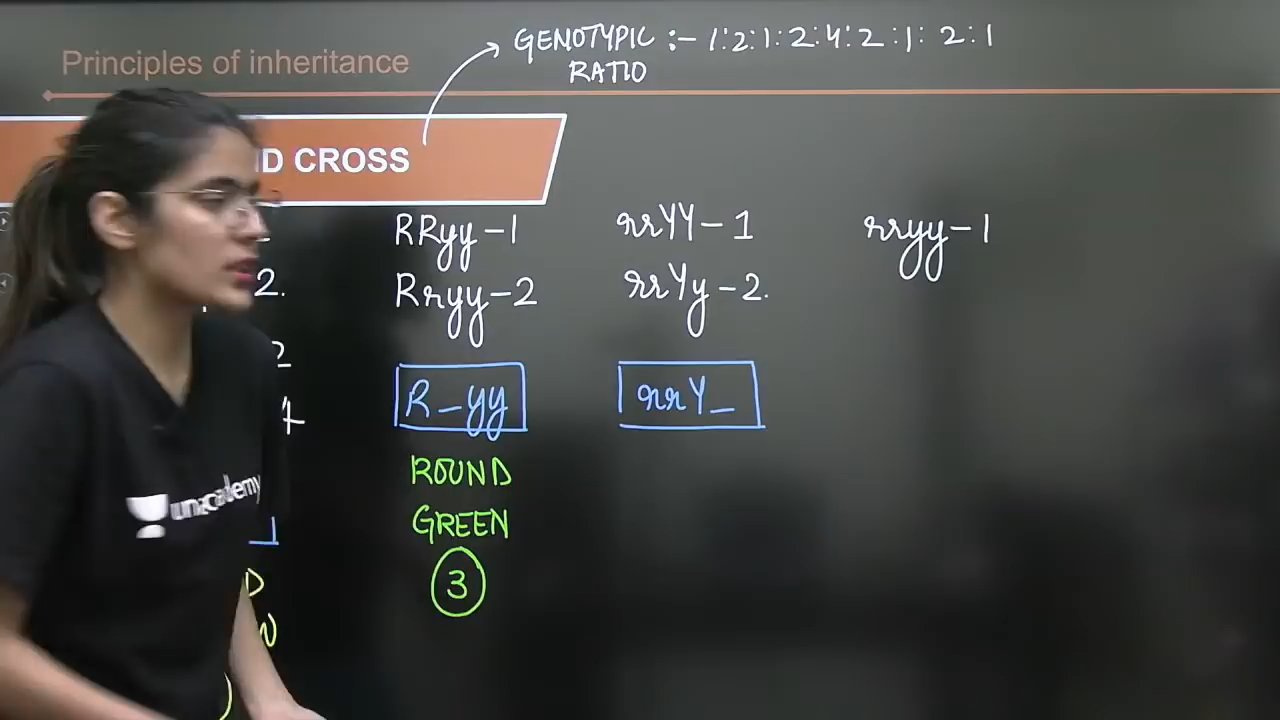 GENOTYPIC :- 1:2:1:2:4:2:1:2:1
RATIO
Principles of inheritance
D CROSS
RRyy-1
rrYY-1
rryy-1
2.
Rryy-2
rrYy-2.
2
R_yy
rrY_
ROUND
GREEN
3
D
W
unacademy